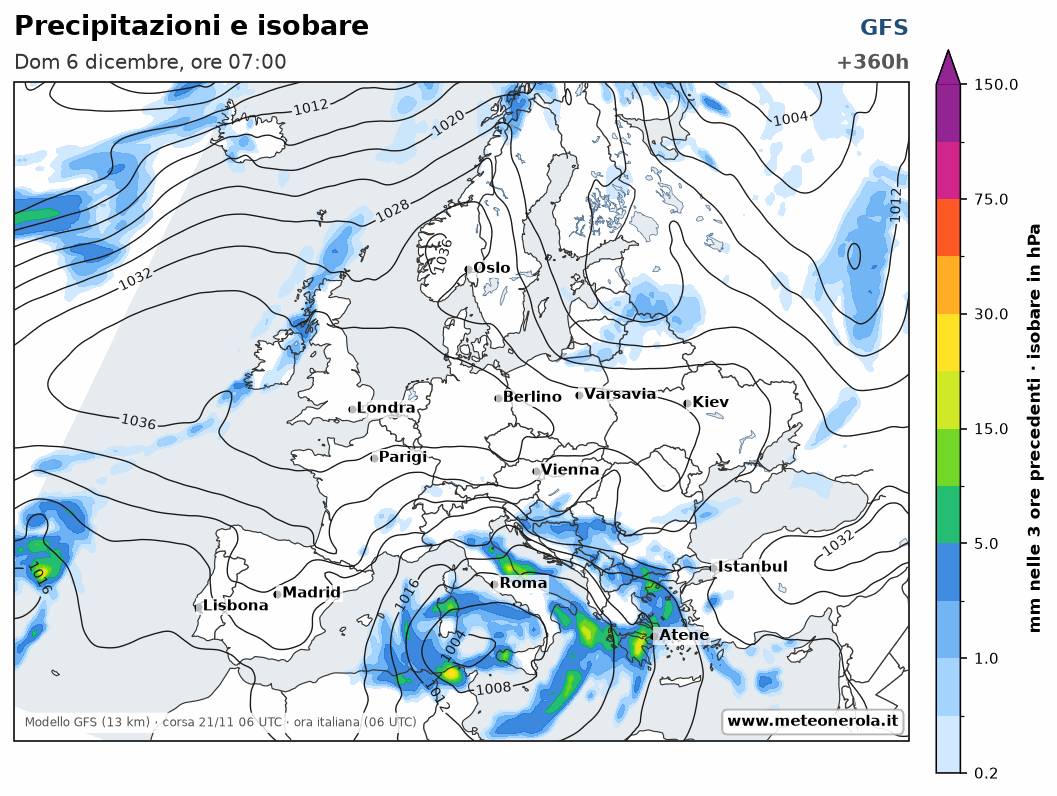 Precipitazioni e isobare
GFS
Dom 6 dicembre, ore 07:00
+360h
1012
1020
1004
1028
1012
1036
1032
1036
1016
1016
1004
1008
1032
Oslo
Berlino
Varsavia
Kiev
Londra
Parigi
Vienna
Roma
Istanbul
Madrid
Lisbona
Atene
Modello GFS (13 km) · corsa 21/11 06 UTC · ora italiana (06 UTC)
www.meteonerola.it
150.0
75.0
30.0
15.0
5.0
1.0
0.2
mm nelle 3 ore precedenti · isobare in hPa